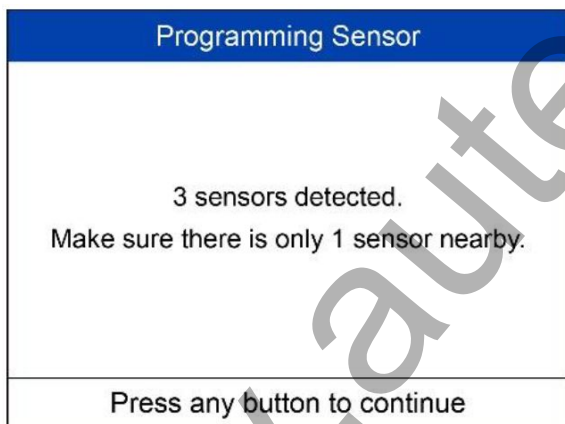 Programming Sensor
3 sensors detected.
Make sure there is only 1 sensor nearby.
Press any button to continue